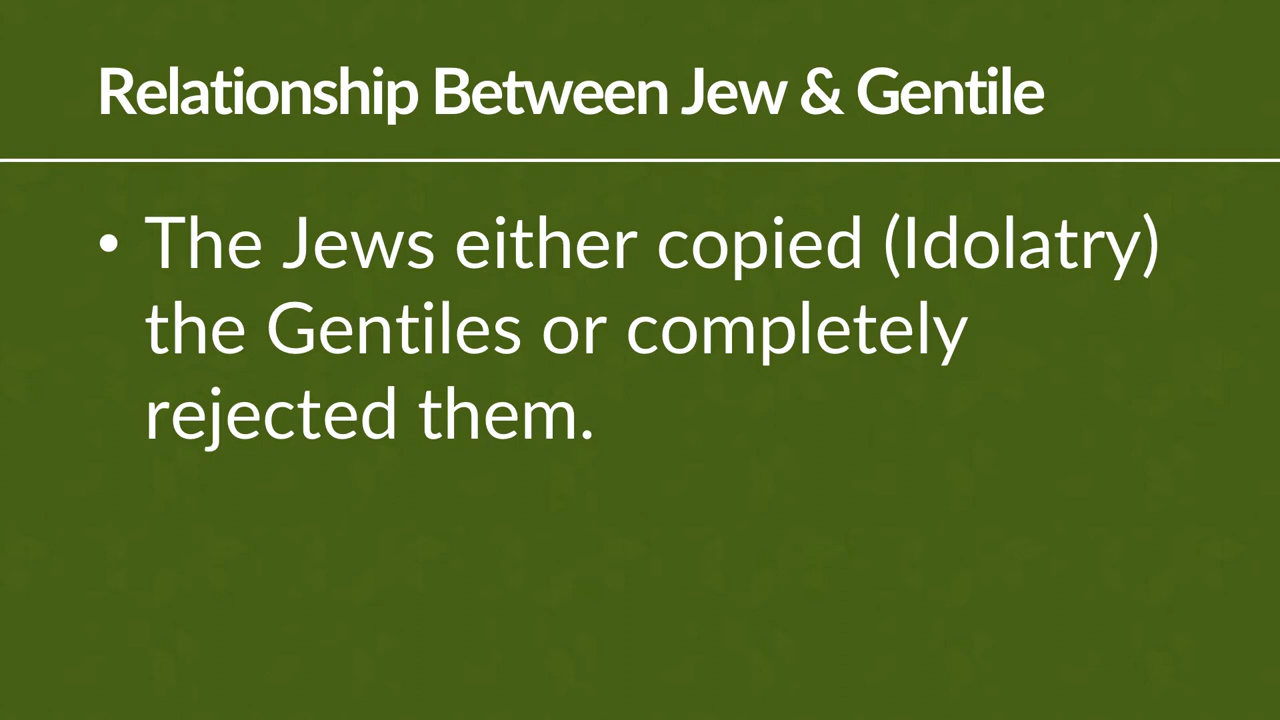 Relationship Between Jew & Gentile
• The Jews either copied (Idolatry)
the Gentiles or completely
rejected them.